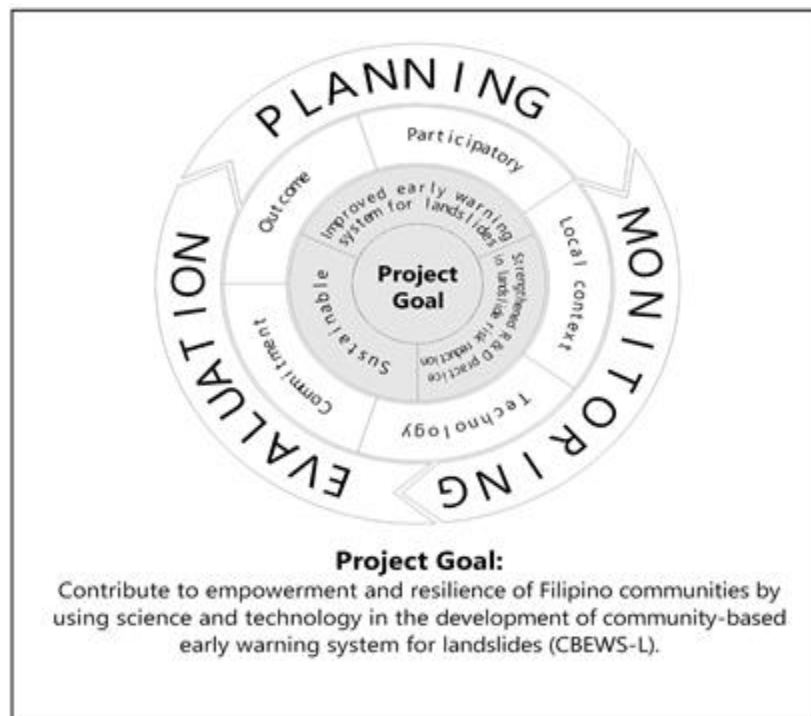 PLANNING
MONITORING
EVALUATION
Participatory
Local context
Technology
Commitment
Outcome
Improved early warning
system for landslides
Strengthened R & D practice
in landslide risk reduction
Sustainable
Project
Goal
Project Goal:
Contribute to empowerment and resilience of Filipino communities by
using science and technology in the development of community-based
early warning system for landslides (CBEWS-L).